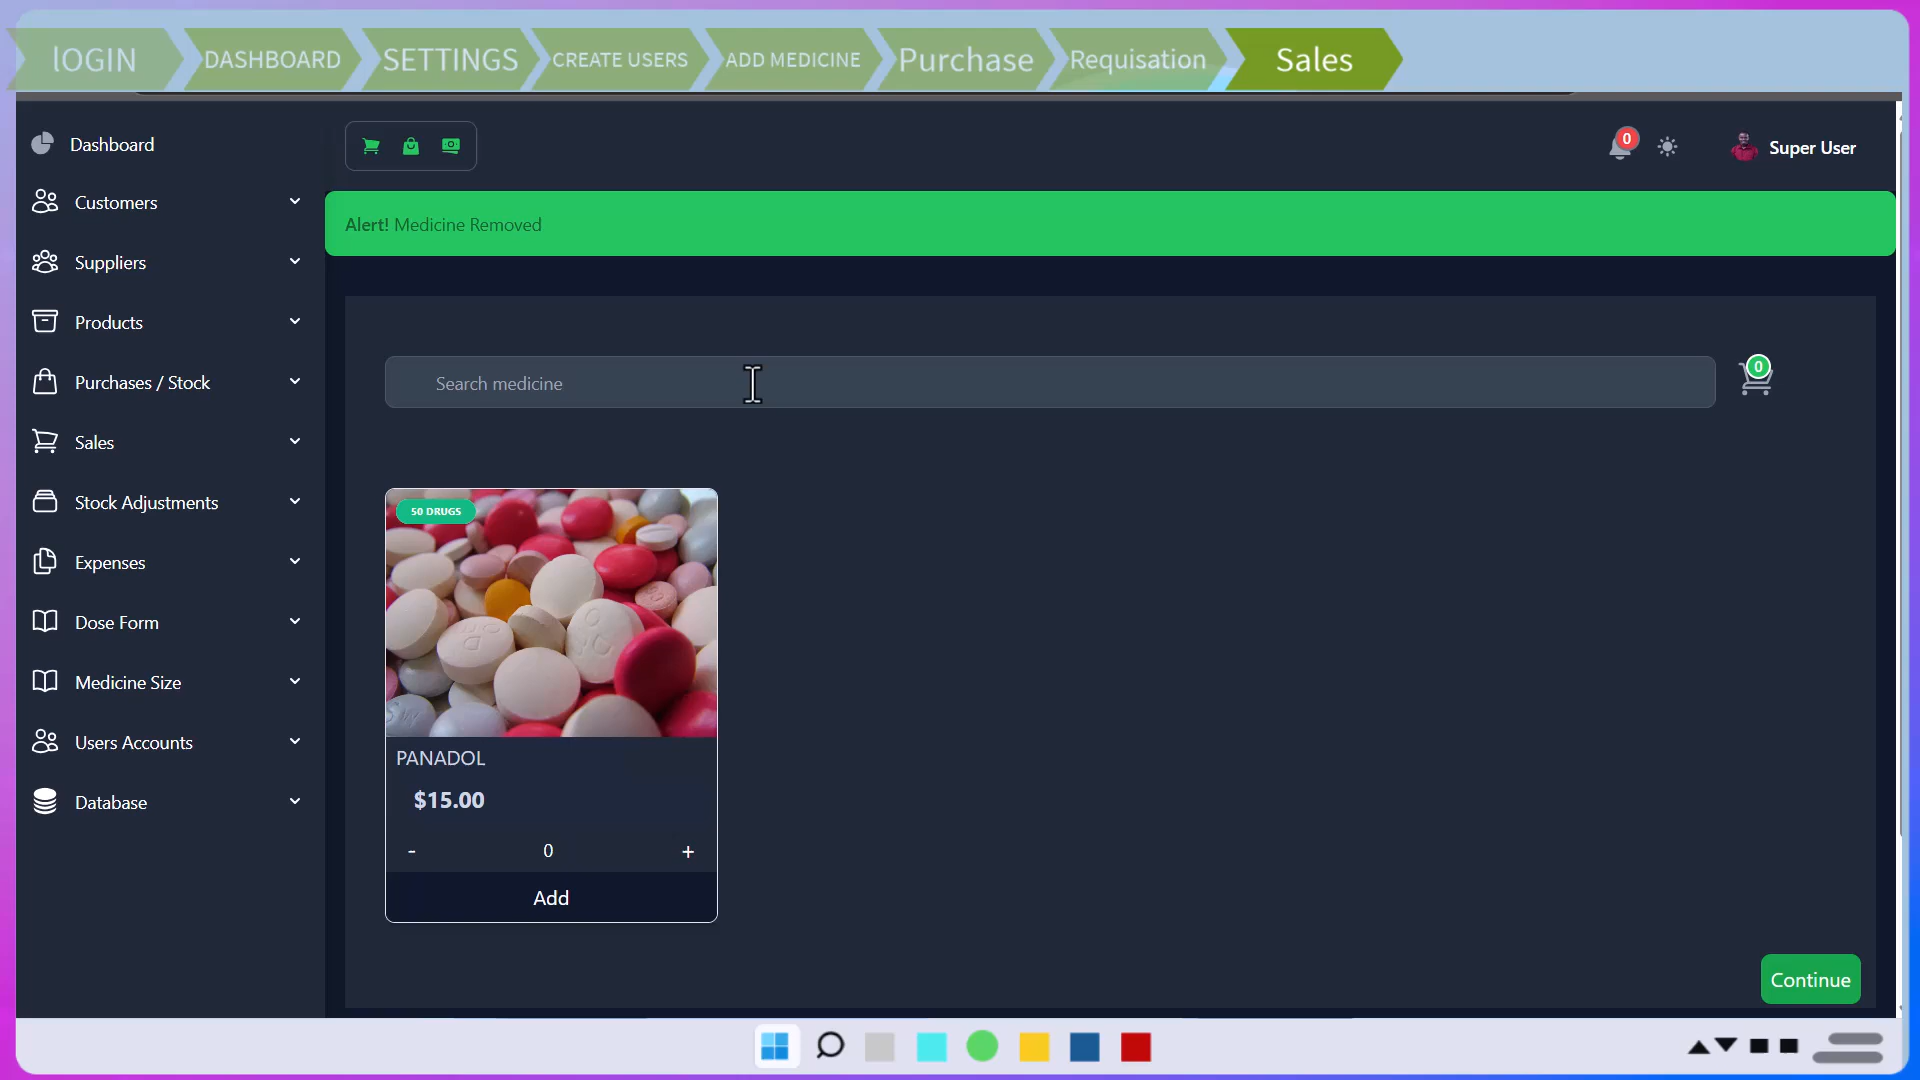 lOGIN
DASHBOARD
SETTINGS
CREATE USERS
ADD MEDICINE
Purchase
Requisation
Sales
Dashboard
Customers
Suppliers
Products
Purchases / Stock
Sales
Stock Adjustments
Expenses
Dose Form
Medicine Size
Users Accounts
Database
0
Super User
Alert! Medicine Removed
Search medicine
0
50 DRUGS
PANADOL
$15.00
- 0 +
Add
Continue